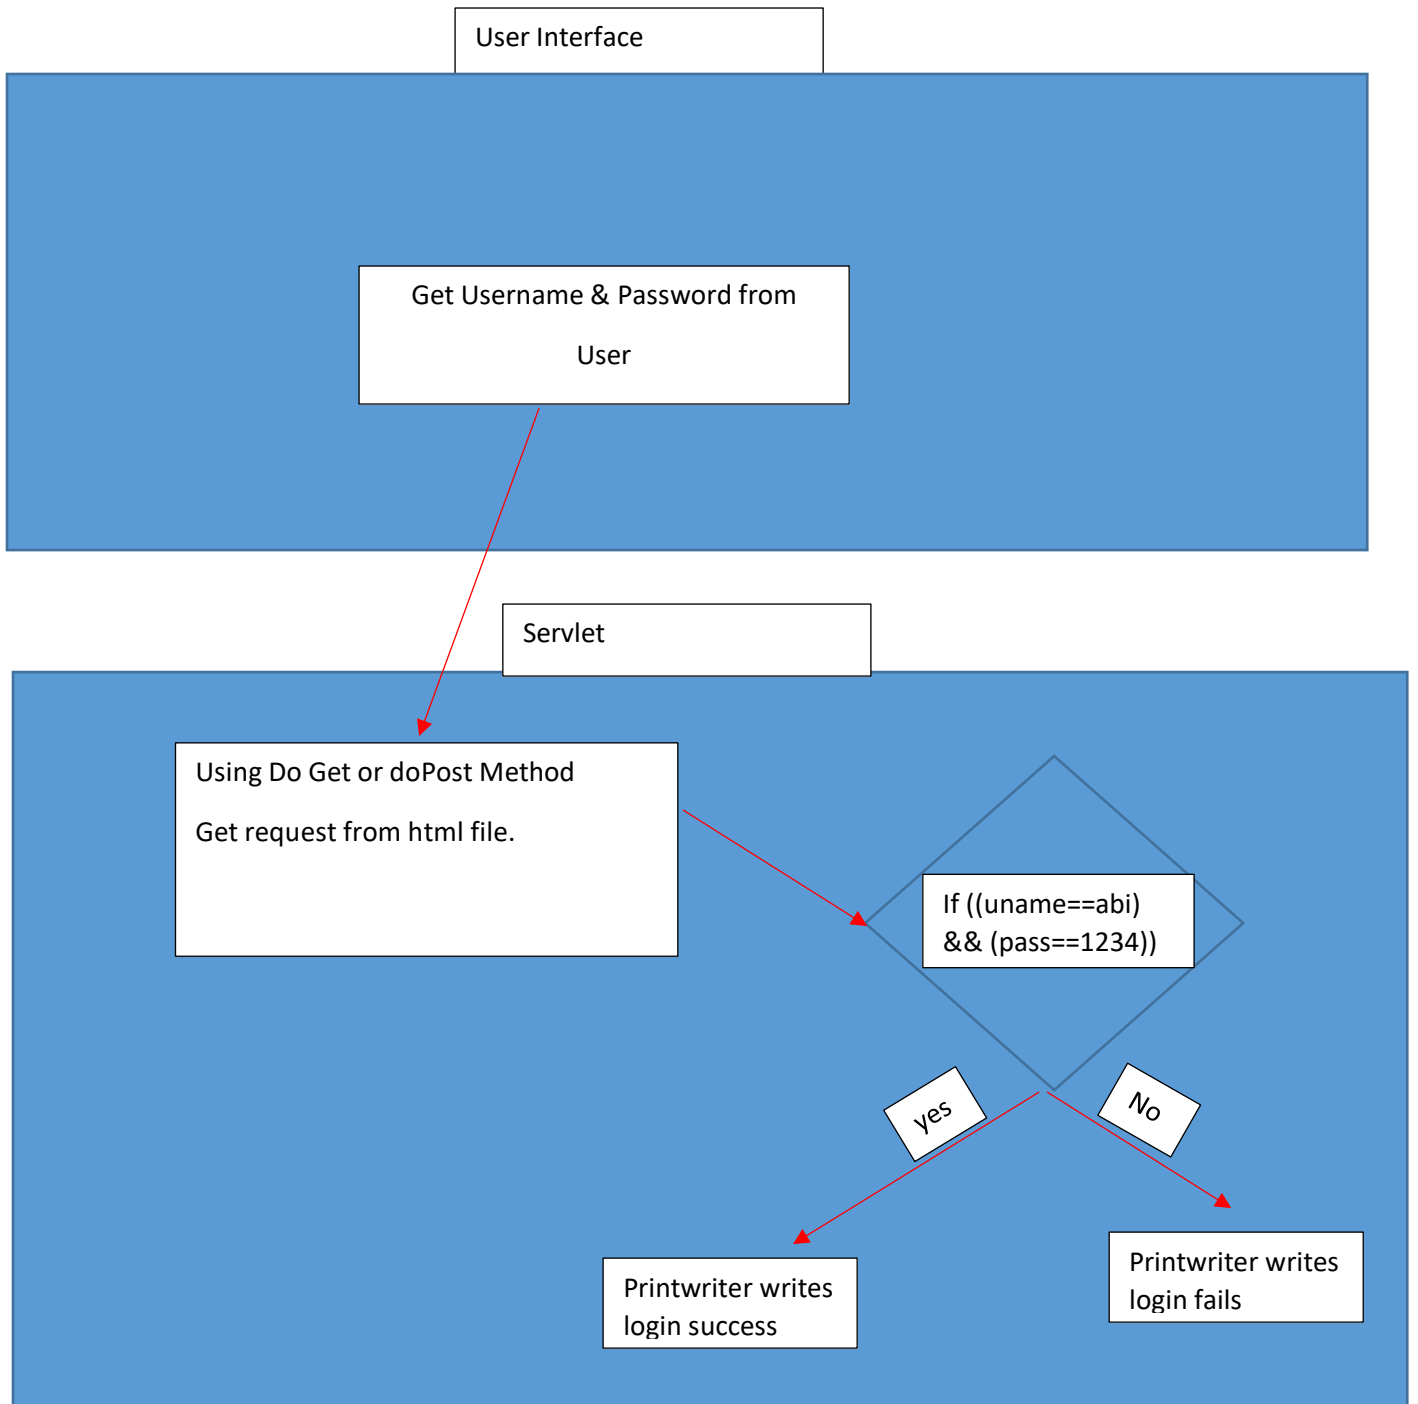 User Interface
Get Username & Password from
User
Servlet
Using Do Get or doPost Method
Get request from html file.
If ((uname==abi)
&& (pass==1234))
yes
No
Printwriter writes
login success
Printwriter writes
login fails